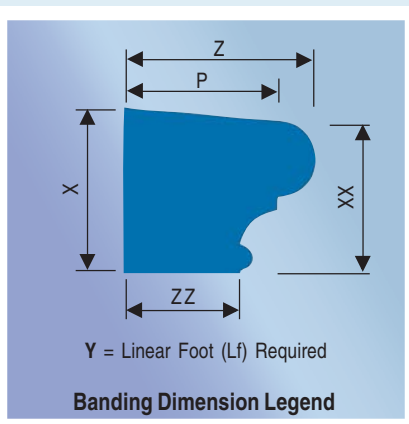 Z
P
X
XX
ZZ
Y = Linear Foot (Lf) Required
Banding Dimension Legend